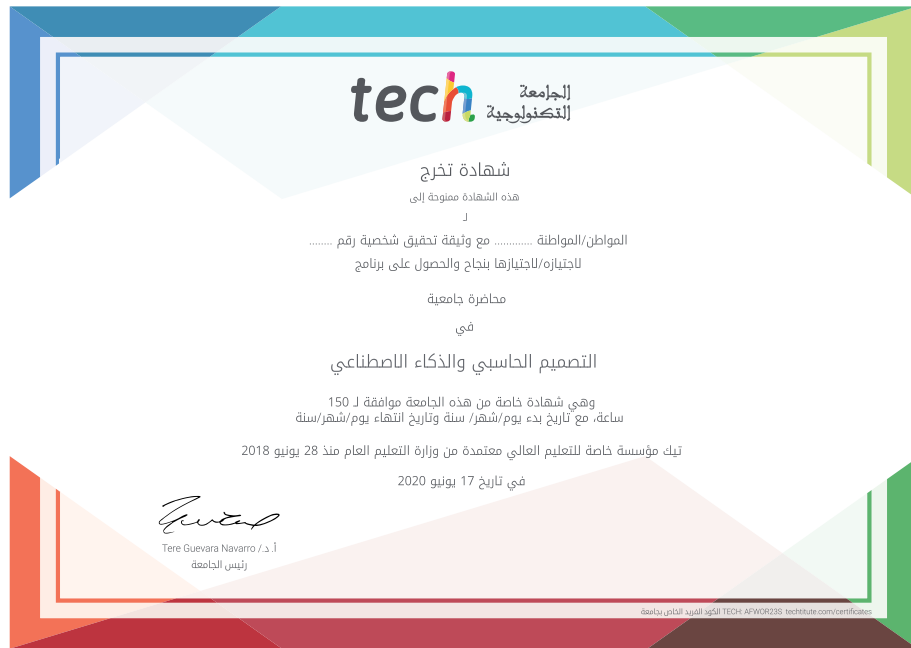 tech الجامعة
التكنولوجية
شهادة تخرج
هذه الشهادة ممنوحة إلى
لـ
المواطن/المواطنة ............ مع وثيقة تحقيق شخصية رقم ........
لاجتيازه/لاجتيازها بنجاح والحصول على برنامج
محاضرة جامعية
في
التصميم الحاسبي والذكاء الاصطناعي
وهي شهادة خاصة من هذه الجامعة موافقة لـ 150
ساعة، مع تاريخ بدء يوم/شهر/ سنة وتاريخ انتهاء يوم/شهر/سنة
تيك مؤسسة خاصة للتعليم العالي معتمدة من وزارة التعليم العام منذ 28 يونيو 2018
في تاريخ 17 يونيو 2020
أ. د./ Tere Guevara Navarro
رئيس الجامعة
الكود الفريد الخاص بجامعة TECH: AFWOR23S techtitute.com/certificates